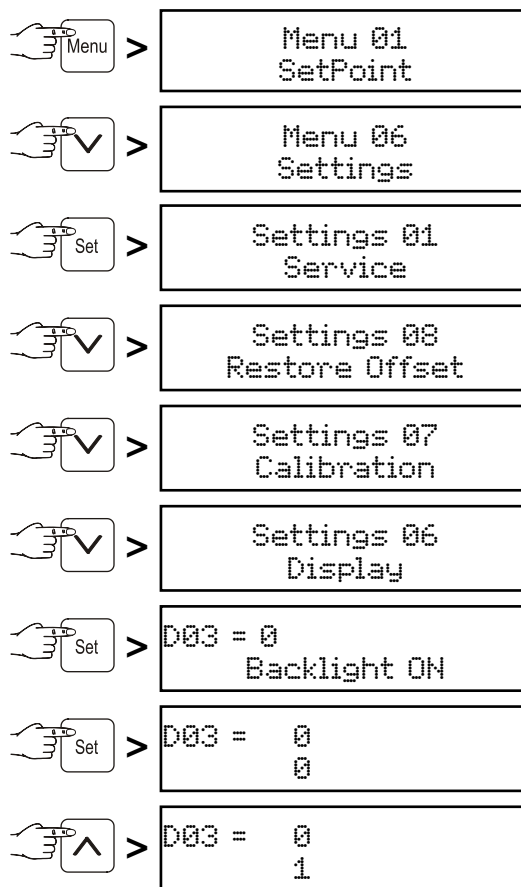 Menu > Menu 01
SetPoint
> Menu 06
Settings
Set > Settings 01
Service
> Settings 08
Restore Offset
> Settings 07
Calibration
> Settings 06
Display
Set > D03 = 0
Backlight ON
Set > D03 = 0
0
> D03 = 0
1